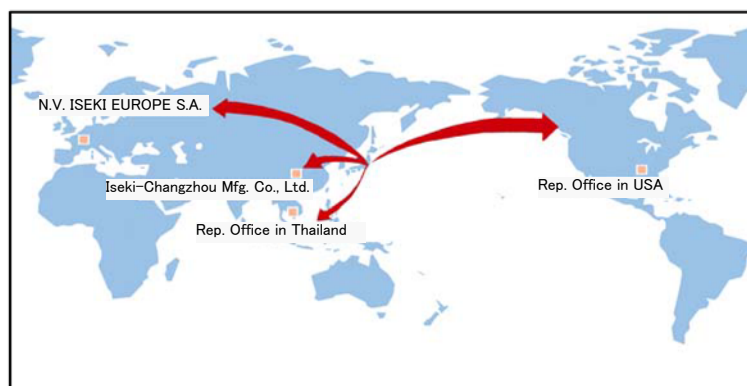 N.V. ISEKI EUROPE S.A.
Iseki-Changzhou Mfg. Co., Ltd.
Rep. Office in USA
Rep. Office in Thailand